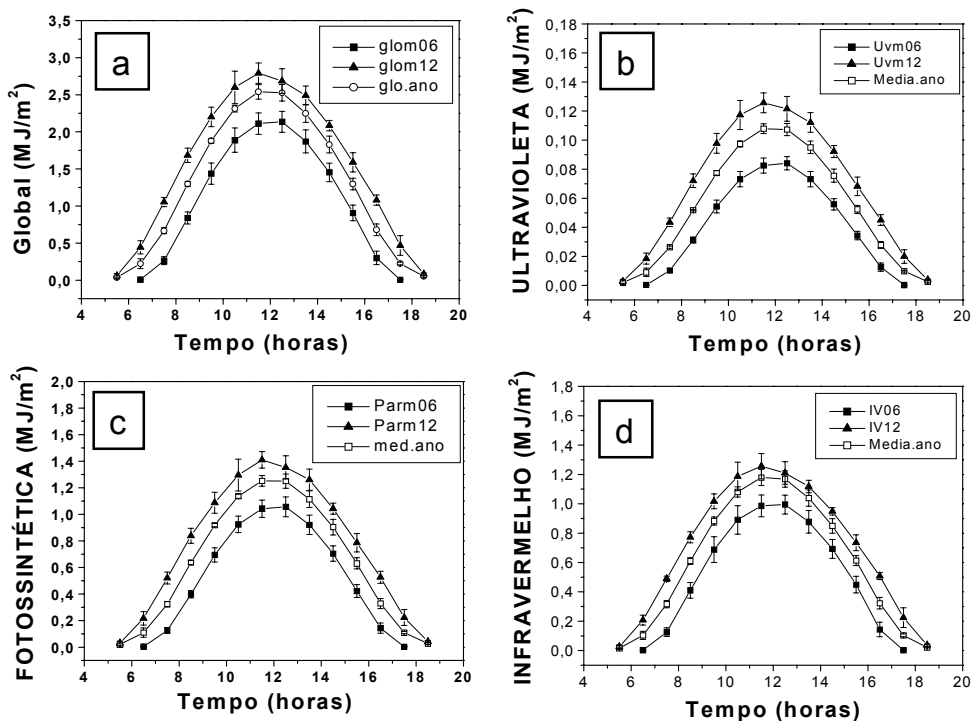 a
glom06
glom12
glo.ano
Global (MJ/m²)
3,5
3,0
2,5
2,0
1,5
1,0
0,5
0,0
4 6 8 10 12 14 16 18 20
Tempo (horas)
b
Uvm06
Uvm12
Media.ano
ULTRAVIOLETA (MJ/m²)
0,18
0,16
0,14
0,12
0,10
0,08
0,06
0,04
0,02
0,00
4 6 8 10 12 14 16 18 20
Tempo (horas)
c
Parm06
Parm12
med.ano
FOTOSSINTÉTICA (MJ/m²)
2,0
1,8
1,6
1,4
1,2
1,0
0,8
0,6
0,4
0,2
0,0
4 6 8 10 12 14 16 18 20
Tempo (horas)
d
IV06
IV12
Media.ano
INFRAVERMELHO (MJ/m²)
1,8
1,6
1,4
1,2
1,0
0,8
0,6
0,4
0,2
0,0
4 6 8 10 12 14 16 18 20
Tempo (horas)